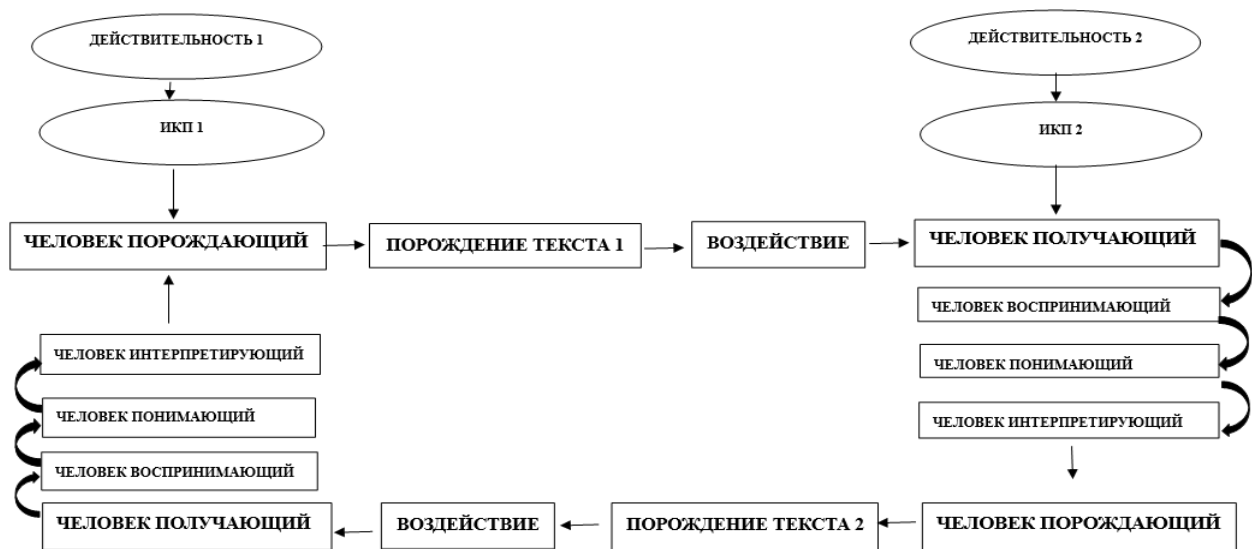 ДЕЙСТВИТЕЛЬНОСТЬ 1
ДЕЙСТВИТЕЛЬНОСТЬ 2
ИКП 1
ИКП 2
ЧЕЛОВЕК ПОРОЖДАЮЩИЙ
ПОРОЖДЕНИЕ ТЕКСТА 1
ВОЗДЕЙСТВИЕ
ЧЕЛОВЕК ПОЛУЧАЮЩИЙ
ЧЕЛОВЕК ВОСПРИНИМАЮЩИЙ
ЧЕЛОВЕК ПОНИМАЮЩИЙ
ЧЕЛОВЕК ИНТЕРПРЕТИРУЮЩИЙ
ЧЕЛОВЕК ИНТЕРПРЕТИРУЮЩИЙ
ЧЕЛОВЕК ПОНИМАЮЩИЙ
ЧЕЛОВЕК ВОСПРИНИМАЮЩИЙ
ЧЕЛОВЕК ПОЛУЧАЮЩИЙ
ВОЗДЕЙСТВИЕ
ПОРОЖДЕНИЕ ТЕКСТА 2
ЧЕЛОВЕК ПОРОЖДАЮЩИЙ